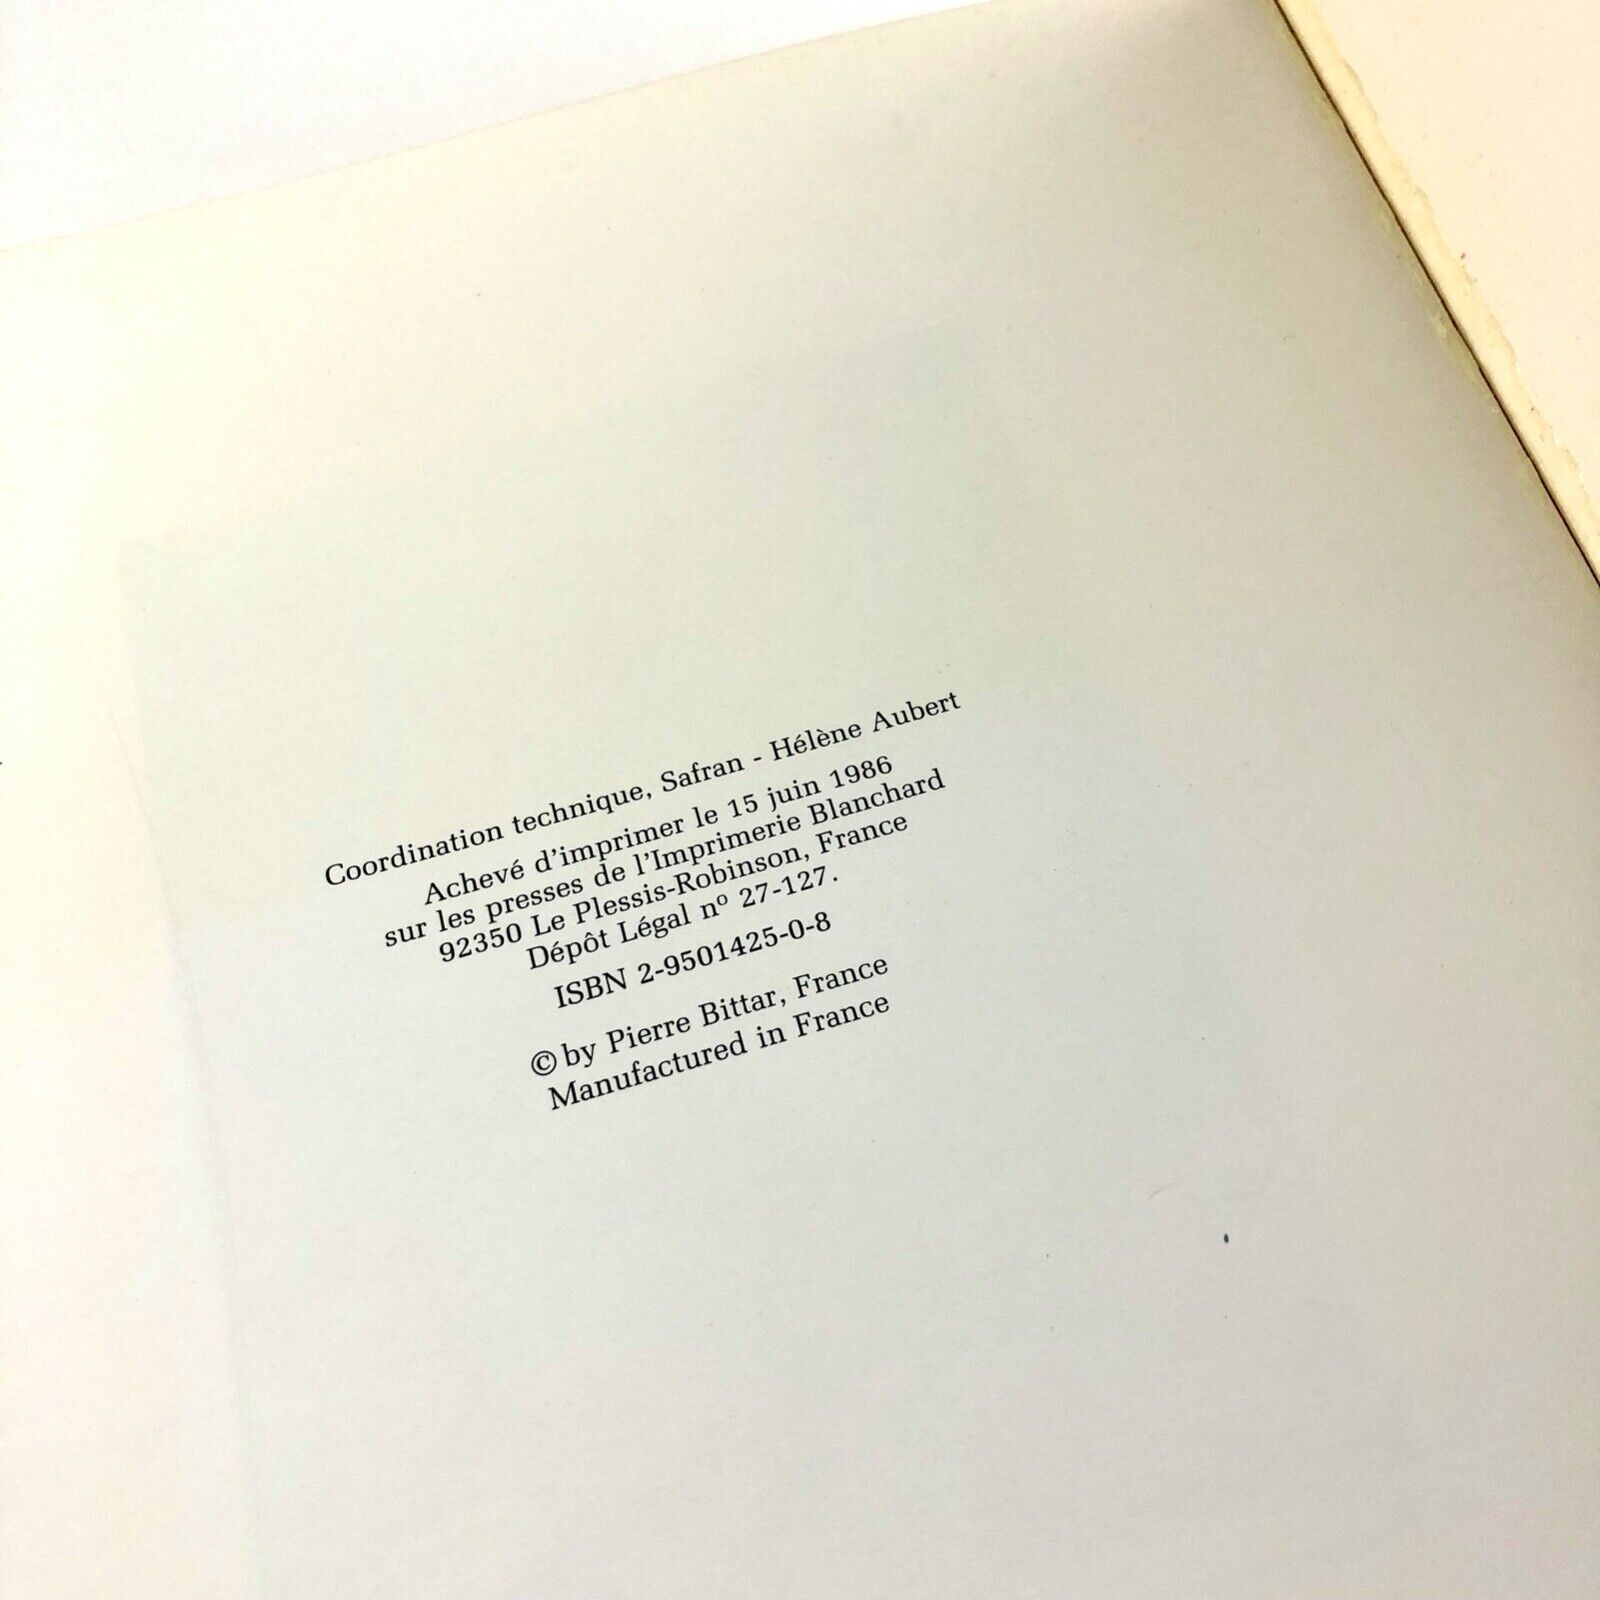 Coordination technique, Safran - Hélène Aubert
Achevé d'imprimer le 15 juin 1986
sur les presses de l'Imprimerie Blanchard
92350 Le Plessis-Robinson, France
Dépôt Légal nº 27-127.
ISBN 2-9501425-0-8
© by Pierre Bittar, France
Manufactured in France